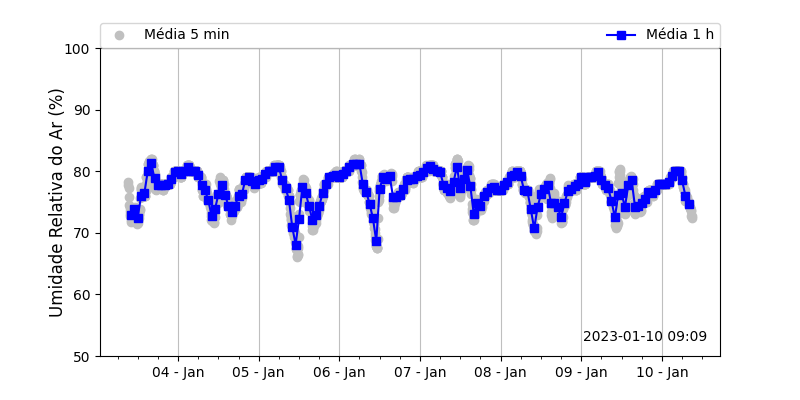 Média 5 min
Média 1 h
Umidade Relativa do Ar (%)
100
90
80
70
60
50
2023-01-10 09:09
04 - Jan
05 - Jan
06 - Jan
07 - Jan
08 - Jan
09 - Jan
10 - Jan